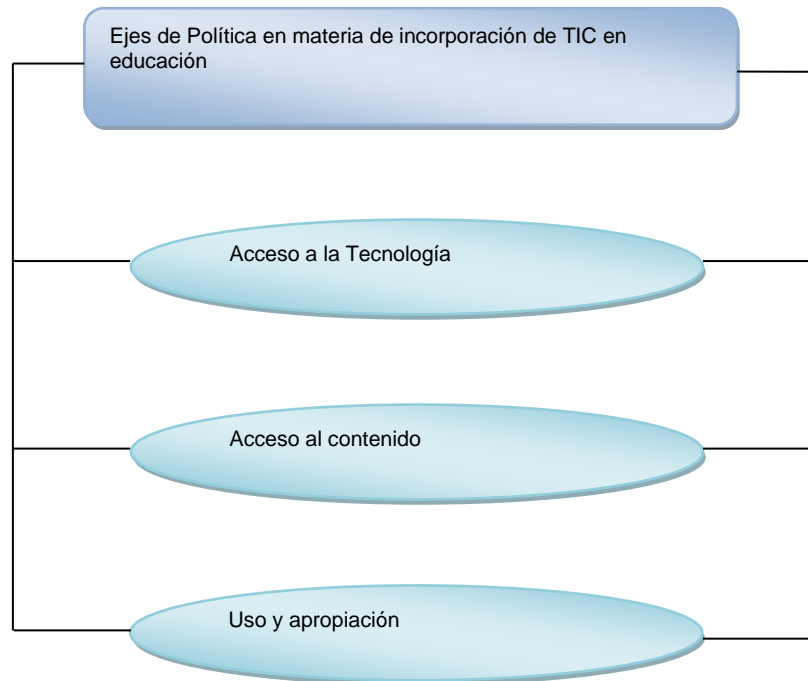 Ejes de Política en materia de incorporación de TIC en
educación
Acceso a la Tecnología
Acceso al contenido
Uso y apropiación